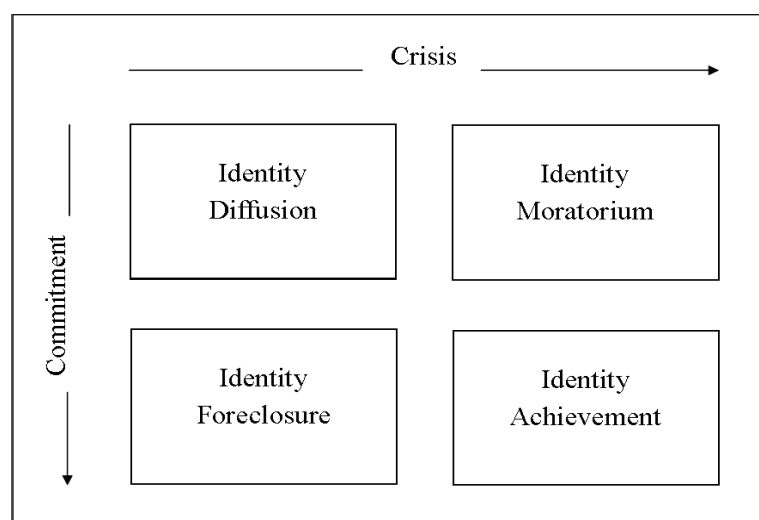 Crisis
Identity
Diffusion
Identity
Moratorium
Commitment
Identity
Foreclosure
Identity
Achievement